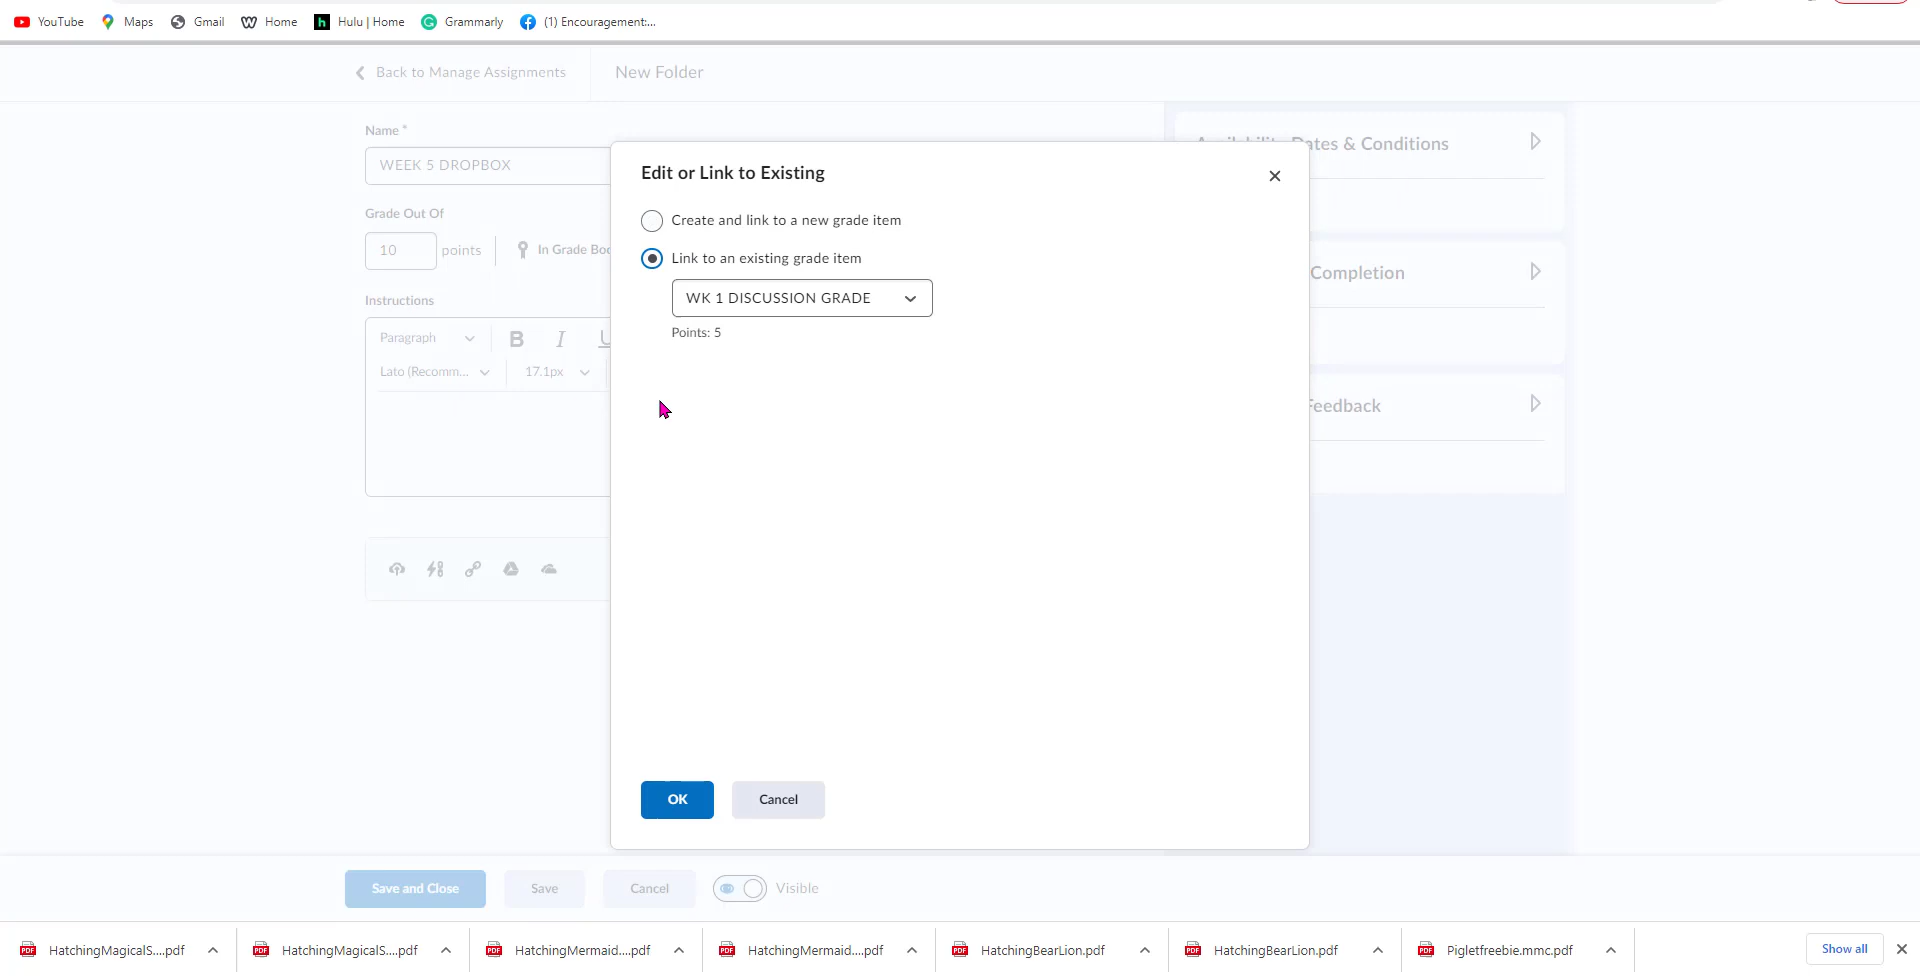 YouTube Maps Gmail Home Hulu | Home Grammarly (1) Encouragement:...
Back to Manage Assignments New Folder
Name *
WEEK 5 DROPBOX
Grade Out Of
10 points In Grade Boo
Instructions
Paragraph B I U
Lato (Recomm... 17.1px
Edit or Link to Existing
Create and link to a new grade item
Link to an existing grade item
WK 1 DISCUSSION GRADE
Points: 5
OK Cancel
Dates & Conditions
Completion
Feedback
Save and Close Save Cancel Visible
HatchingMagicalS....pdf HatchingMagicalS....pdf HatchingMermaid....pdf HatchingMermaid....pdf HatchingBearLion.pdf HatchingBearLion.pdf Pigletfreebie.mmc.pdf Show all